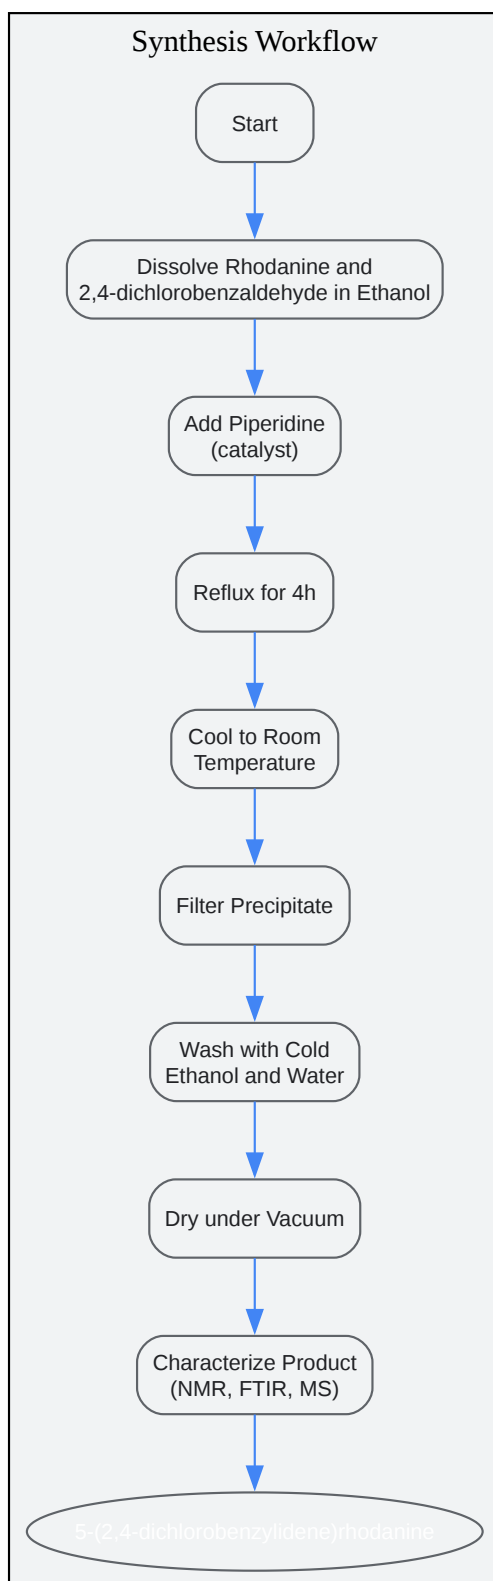 Synthesis Workflow
Start
Dissolve Rhodanine and
2,4-dichlorobenzaldehyde in Ethanol
Add Piperidine
(catalyst)
Reflux for 4h
Cool to Room
Temperature
Filter Precipitate
Wash with Cold
Ethanol and Water
Dry under Vacuum
Characterize Product
(NMR, FTIR, MS)
5-(2,4-dichlorobenzylidene)rhodanine